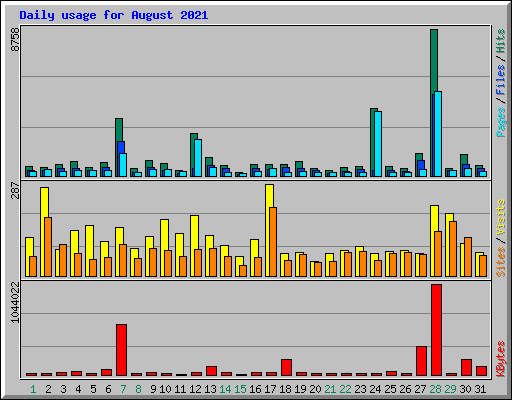 Daily usage for August 2021
8758
Pages / Files / Hits
287
Sites / Visits
1044022
KBytes
1 2 3 4 5 6 7 8 9 10 11 12 13 14 15 16 17 18 19 20 21 22 23 24 25 26 27 28 29 30 31